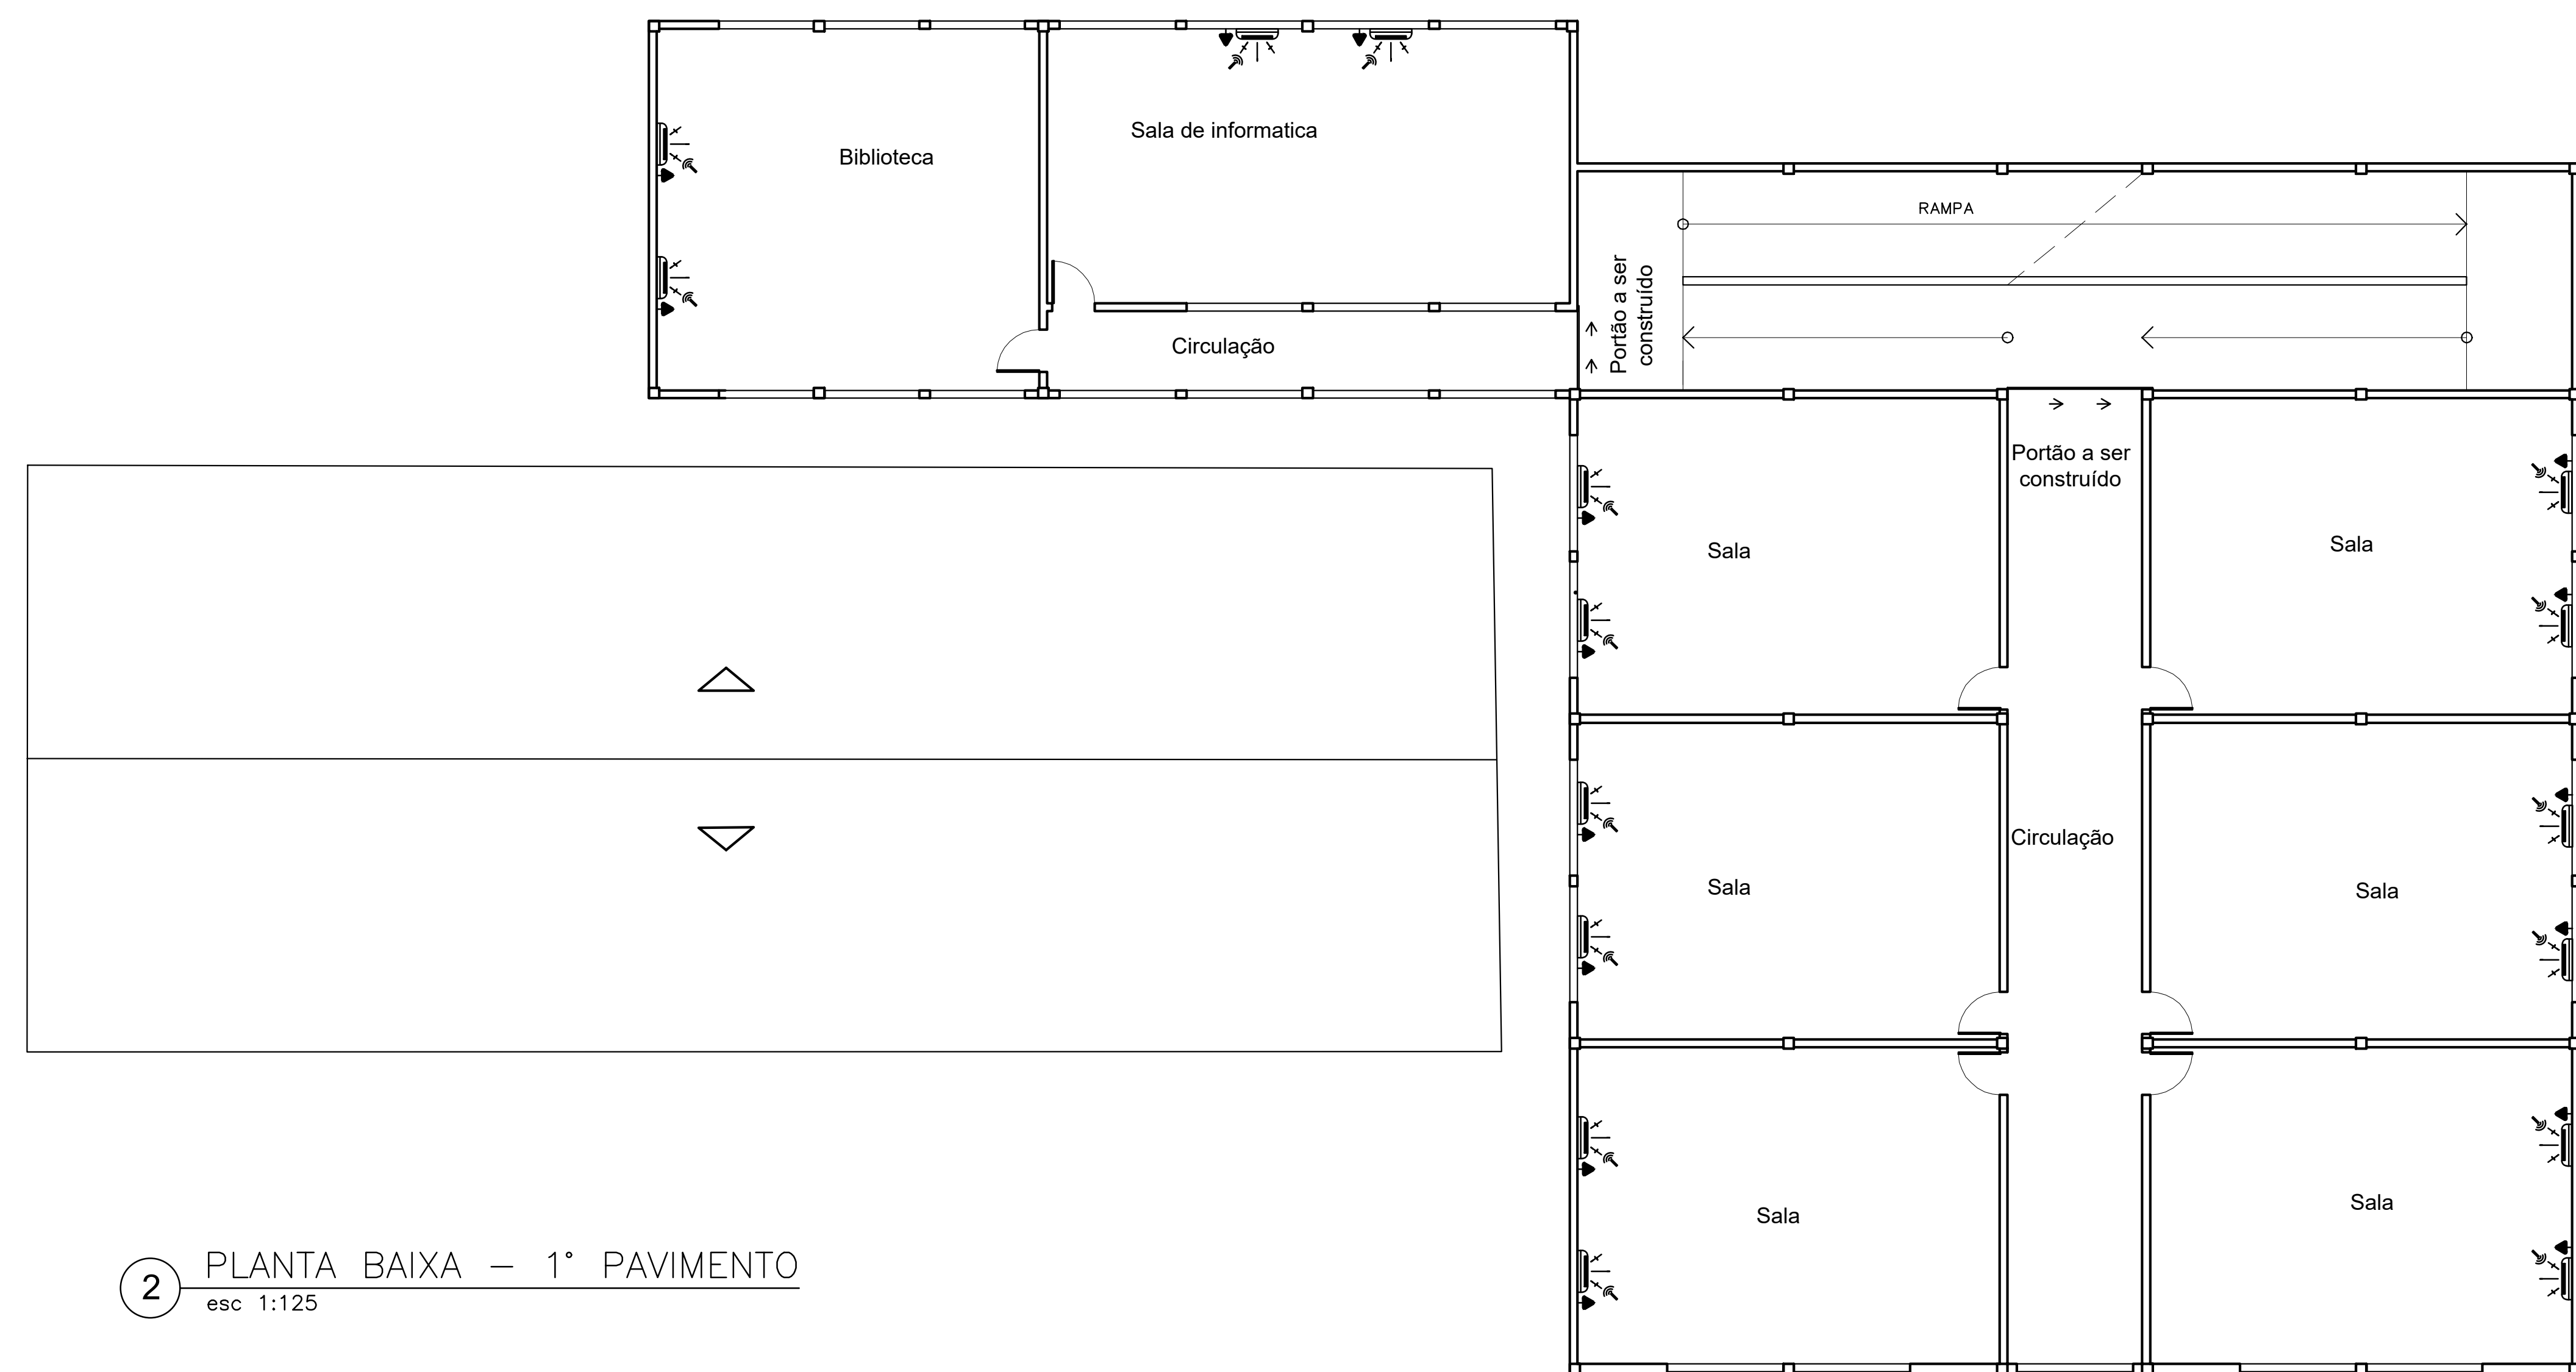 Sala de informatica
Biblioteca
RAMPA
Portão a ser
construído
Circulação
Portão a ser
construído
Sala
Sala
Circulação
Sala
Sala
Sala
Sala
2
PLANTA BAIXA – 1° PAVIMENTO
esc 1:125